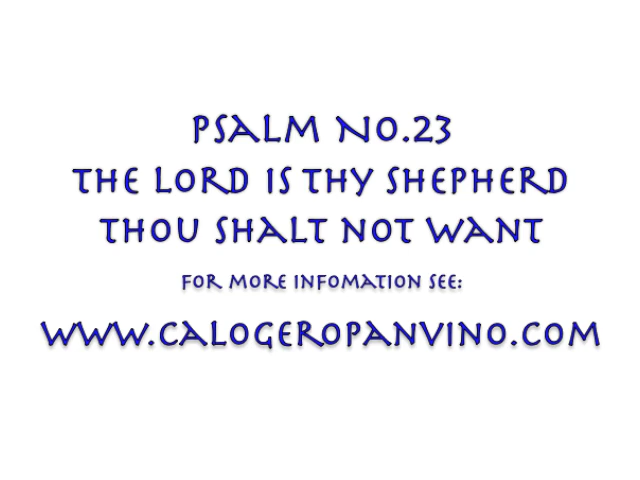 PSALM NO.23
THE LORD IS THY SHEPHERD
THOU SHALT NOT WANT
FOR MORE INFOMATION SEE:
WWW.CALOGEROPANVINO.COM